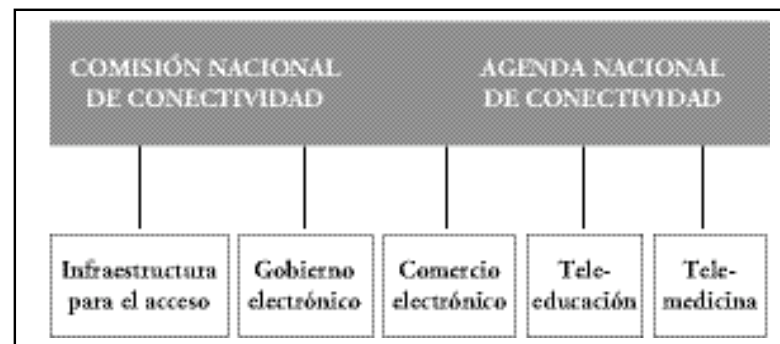 COMISIÓN NACIONAL
DE CONECTIVIDAD
AGENDA NACIONAL
DE CONECTIVIDAD
Infraestructura
para el acceso
Gobierno
electrónico
Comercio
electrónico
Tele-
educación
Tele-
medicina